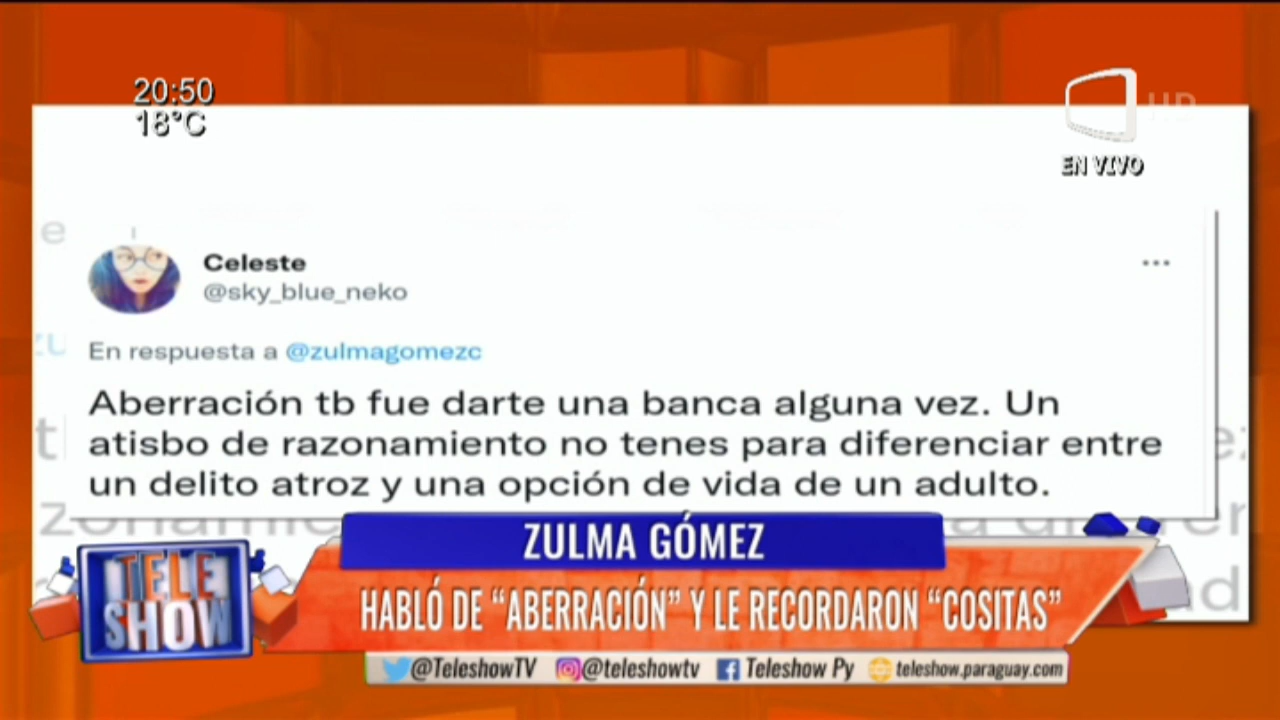 20:50
18°C
HD
EN VIVO
Celeste
@sky_blue_neko
En respuesta a @zulmagomezc
Aberración tb fue darte una banca alguna vez. Un
atisbo de razonamiento no tenes para diferenciar entre
un delito atroz y una opción de vida de un adulto.
ZULMA GÓMEZ
TELE
SHOW
HABLÓ DE “ABERRACIÓN” Y LE RECORDARON “COSITAS”
@TeleshowTV @teleshowtv Teleshow Py teleshow.paraguay.com